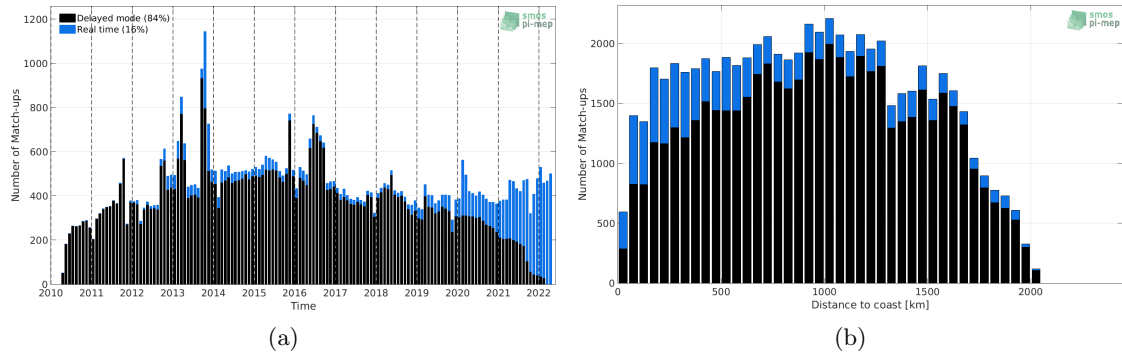 Delayed mode (84%)
Real time (16%)
smos
pi-mep
1200
1000
800
600
400
200
0
Number of Match-ups
2010 2011 2012 2013 2014 2015 2016 2017 2018 2019 2020 2021 2022
Time
(a)
smos
pi-mep
2000
1500
1000
500
0
Number of Match-ups
0 500 1000 1500 2000
Distance to coast [km]
(b)